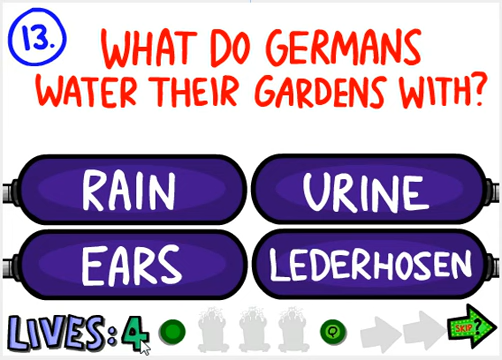 13.
WHAT DO GERMANS
WATER THEIR GARDENS WITH?
RAIN
URINE
EARS
LEDERHOSEN
LIVES: 4
SKIP?